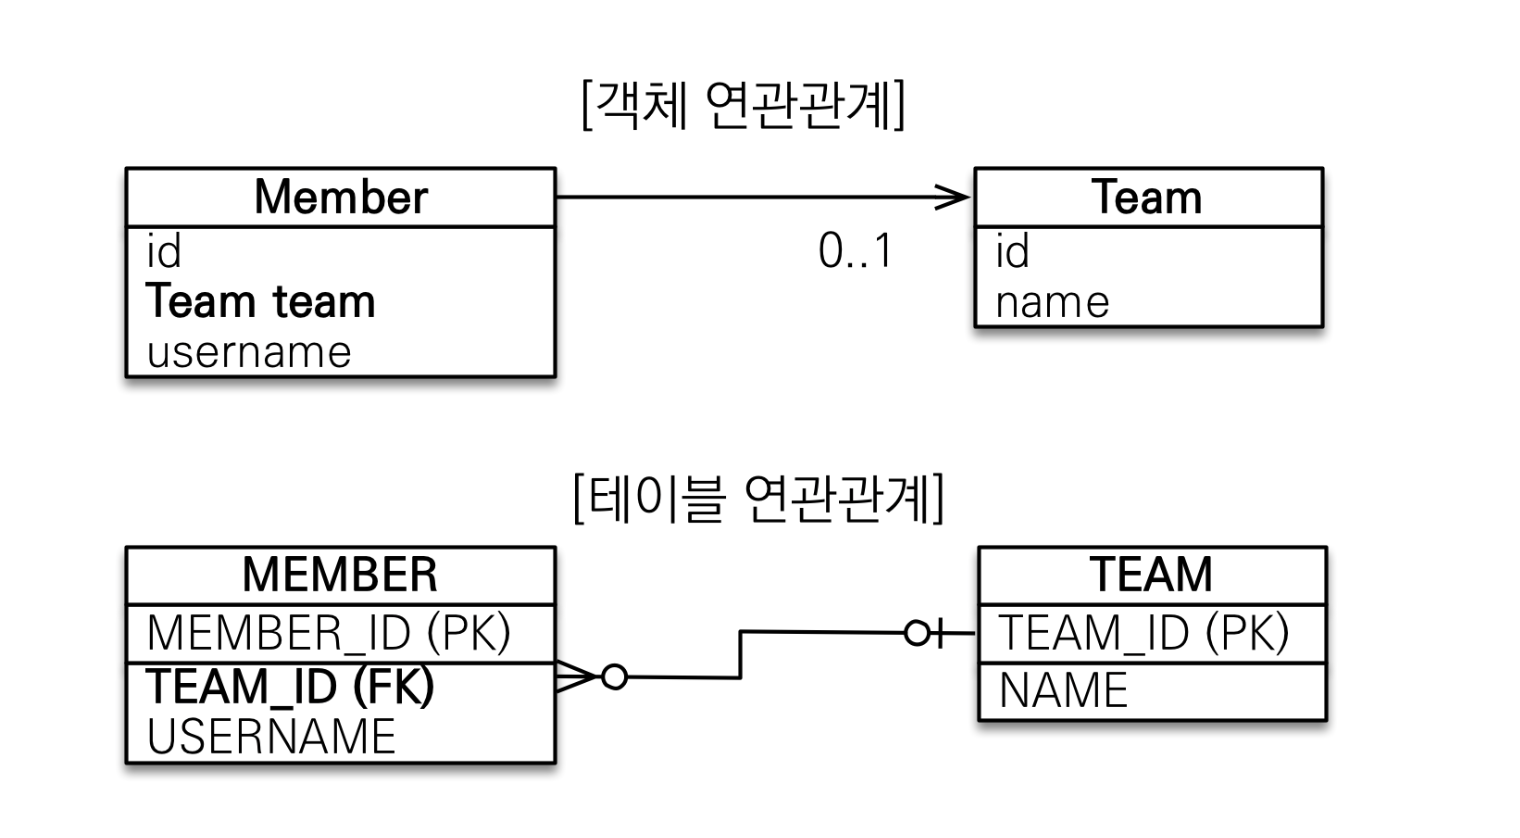 [객체 연관관계]
Member
id
Team team
username
0..1
Team
id
name
[테이블 연관관계]
MEMBER
MEMBER_ID (PK)
TEAM_ID (FK)
USERNAME
TEAM
TEAM_ID (PK)
NAME